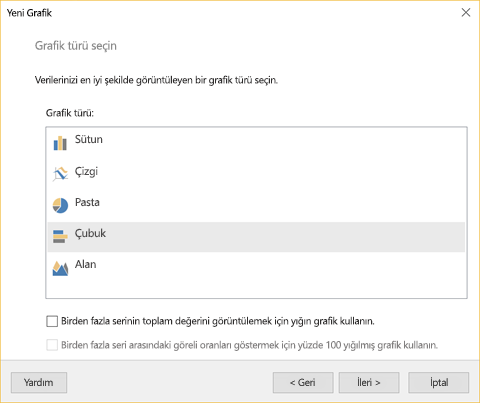 Yeni Grafik
Grafik türü seçin
Verilerinizi en iyi şekilde görüntüleyen bir grafik türü seçin.
Grafik türü:
Sütun
Çizgi
Pasta
Çubuk
Alan
Birden fazla serinin toplam değerini görüntülemek için yığın grafik kullanın.
Birden fazla seri arasındaki göreli oranları göstermek için yüzde 100 yığılmış grafik kullanın.
Yardım
< Geri
İleri >
İptal